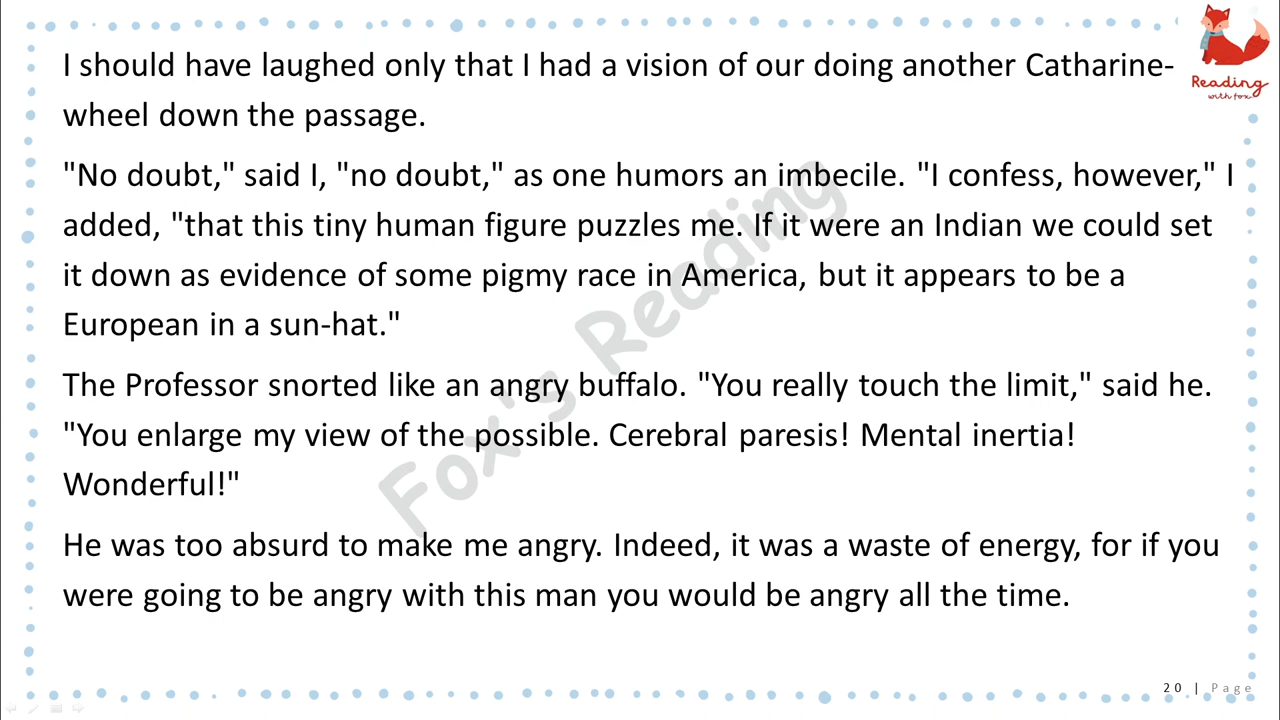 I should have laughed only that I had a vision of our doing another Catharine-
wheel down the passage.
"No doubt," said I, "no doubt," as one humors an imbecile. "I confess, however," I
added, "that this tiny human figure puzzles me. If it were an Indian we could set
it down as evidence of some pigmy race in America, but it appears to be a
European in a sun-hat."
The Professor snorted like an angry buffalo. "You really touch the limit," said he.
"You enlarge my view of the possible. Cerebral paresis! Mental inertia!
Wonderful!"
He was too absurd to make me angry. Indeed, it was a waste of energy, for if you
were going to be angry with this man you would be angry all the time.
Fox's Reading
Reading
with fox
20 | Page